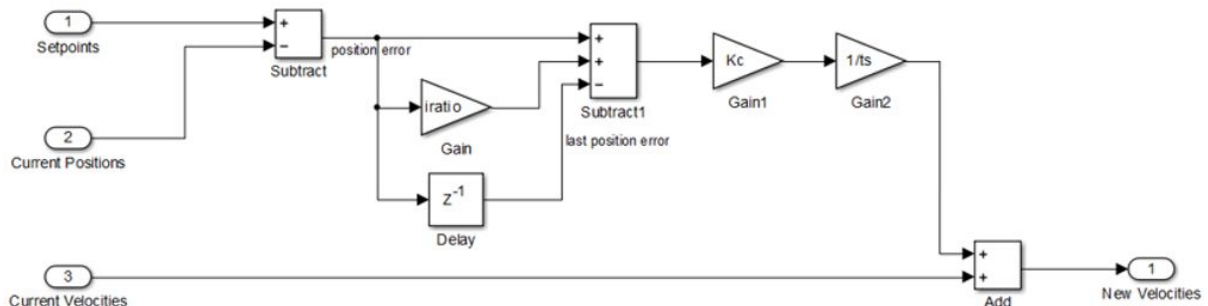 1
Setpoints
+
−
Subtract
position error
2
Current Positions
iratio
Gain
z-1
Delay
+
+
−
Subtract1
last position error
Kc
Gain1
1/ts
Gain2
3
Current Velocities
+
+
Add
1
New Velocities